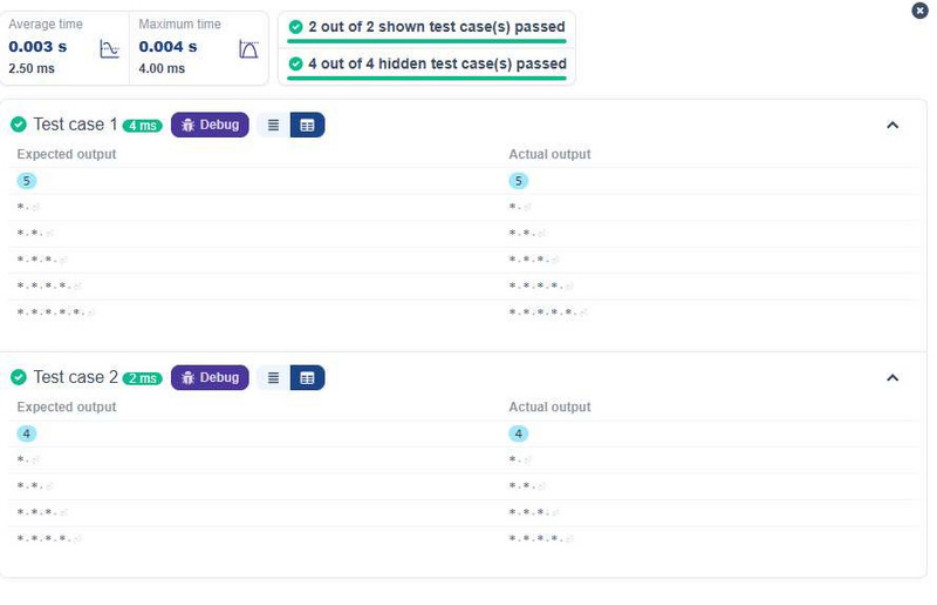 Average time
0.003 s
2.50 ms
Maximum time
0.004 s
4.00 ms
2 out of 2 shown test case(s) passed
4 out of 4 hidden test case(s) passed
Test case 1 4 ms Debug
Expected output Actual output
5 5
*·⏎ *·⏎
*·*·⏎ *·*·⏎
*·*·*·⏎ *·*·*·⏎
*·*·*·*·⏎ *·*·*·*·⏎
*·*·*·*·*·⏎ *·*·*·*·*·⏎
Test case 2 2 ms Debug
Expected output Actual output
4 4
*·⏎ *·⏎
*·*·⏎ *·*·⏎
*·*·*·⏎ *·*·*·⏎
*·*·*·*·⏎ *·*·*·*·⏎